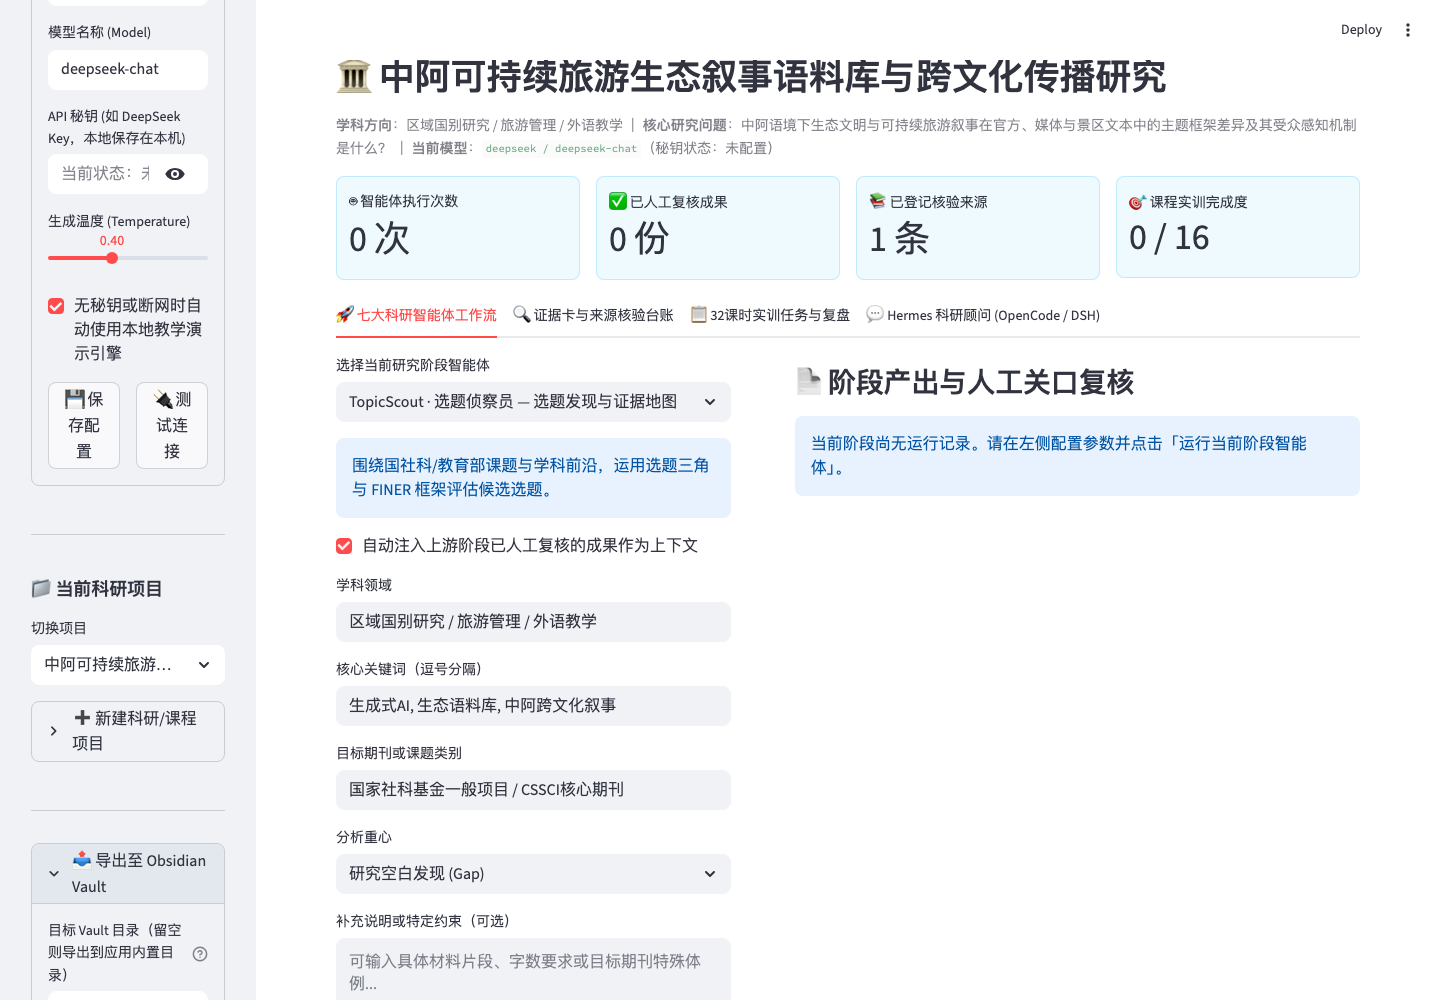 模型名称 (Model)
deepseek-chat
API 秘钥 (如 DeepSeek
Key，本地保存在本机)
当前状态：
生成温度 (Temperature)
0.40
无秘钥或断网时自
动使用本地教学演
示引擎
💾保
存配
置
🔌测
试连
接
📁 当前科研项目
切换项目
中阿可持续旅游...
➕ 新建科研/课程
项目
📤 导出至 Obsidian
Vault
目标 Vault 目录（留空
则导出到应用内置目
录）
Deploy
🏛️ 中阿可持续旅游生态叙事语料库与跨文化传播研究
学科方向：区域国别研究 / 旅游管理 / 外语教学 ｜ 核心研究问题：中阿语境下生态文明与可持续旅游叙事在官方、媒体与景区文本中的主题框架差异及其受众感知机制
是什么？ ｜ 当前模型：deepseek / deepseek-chat （秘钥状态：未配置）
智能体执行次数
0 次
✅ 已人工复核成果
0 份
📚 已登记核验来源
1 条
🎯 课程实训完成度
0 / 16
🚀 七大科研智能体工作流
🔍 证据卡与来源核验台账
📋 32课时实训任务与复盘
💬 Hermes 科研顾问 (OpenCode / DSH)
选择当前研究阶段智能体
TopicScout · 选题侦察员 — 选题发现与证据地图
围绕国社科/教育部课题与学科前沿，运用选题三角
与 FINER 框架评估候选选题。
自动注入上游阶段已人工复核的成果作为上下文
学科领域
区域国别研究 / 旅游管理 / 外语教学
核心关键词（逗号分隔）
生成式AI, 生态语料库, 中阿跨文化叙事
目标期刊或课题类别
国家社科基金一般项目 / CSSCI核心期刊
分析重心
研究空白发现 (Gap)
补充说明或特定约束（可选）
可输入具体材料片段、字数要求或目标期刊特殊体
例...
📄 阶段产出与人工关口复核
当前阶段尚无运行记录。请在左侧配置参数并点击「运行当前阶段智能
体」。